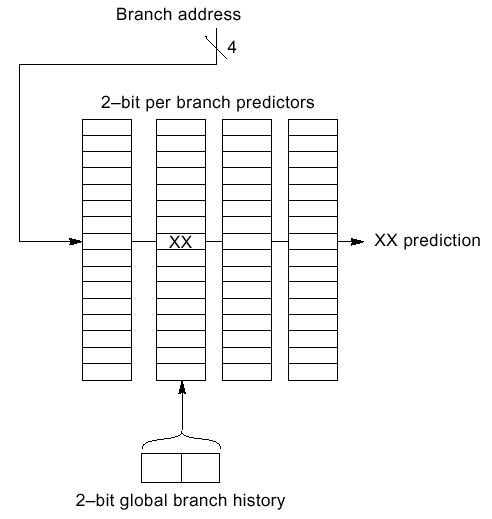 Branch address
4
2–bit per branch predictors
XX
XX prediction
2–bit global branch history